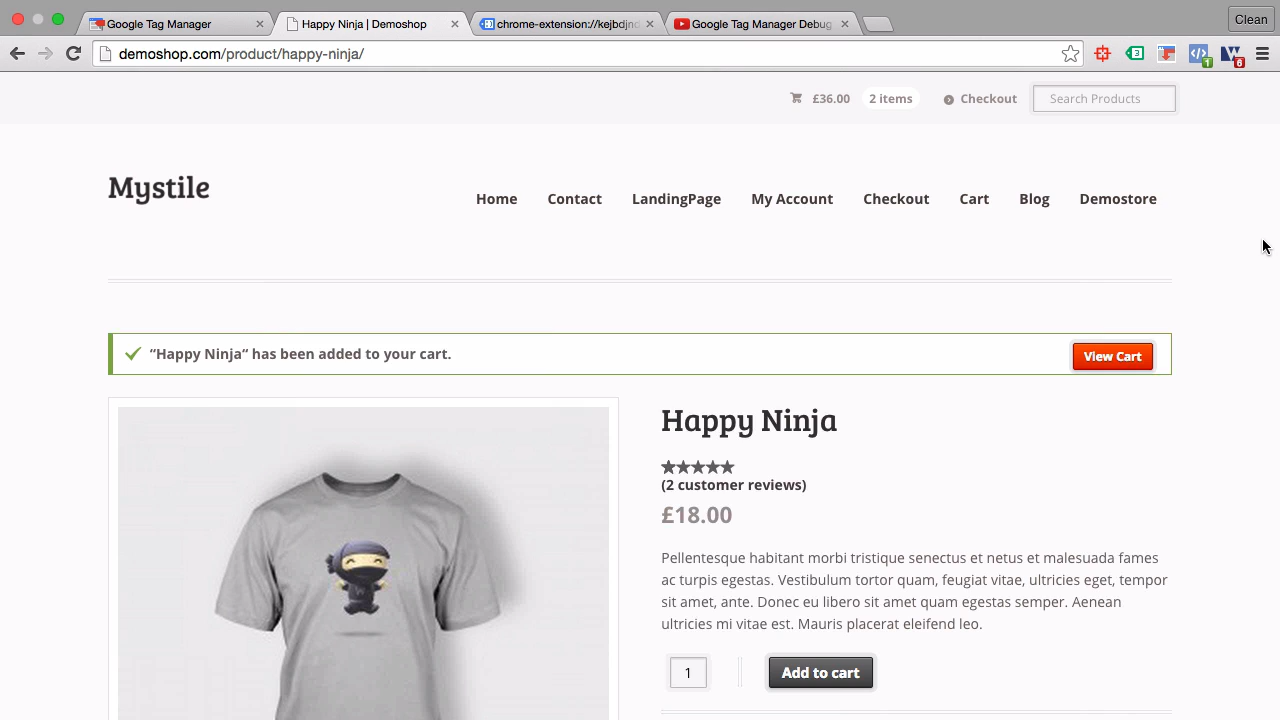 Google Tag Manager
Happy Ninja | Demoshop
chrome-extension://kejbdjnd
Google Tag Manager Debug
Clean
demoshop.com/product/happy-ninja/
3
1
6
£36.00 2 items Checkout Search Products
Mystile
Home Contact LandingPage My Account Checkout Cart Blog Demostore
“Happy Ninja“ has been added to your cart.
View Cart
Happy Ninja
(2 customer reviews)
£18.00
Pellentesque habitant morbi tristique senectus et netus et malesuada fames
ac turpis egestas. Vestibulum tortor quam, feugiat vitae, ultricies eget, tempor
sit amet, ante. Donec eu libero sit amet quam egestas semper. Aenean
ultricies mi vitae est. Mauris placerat eleifend leo.
1 Add to cart